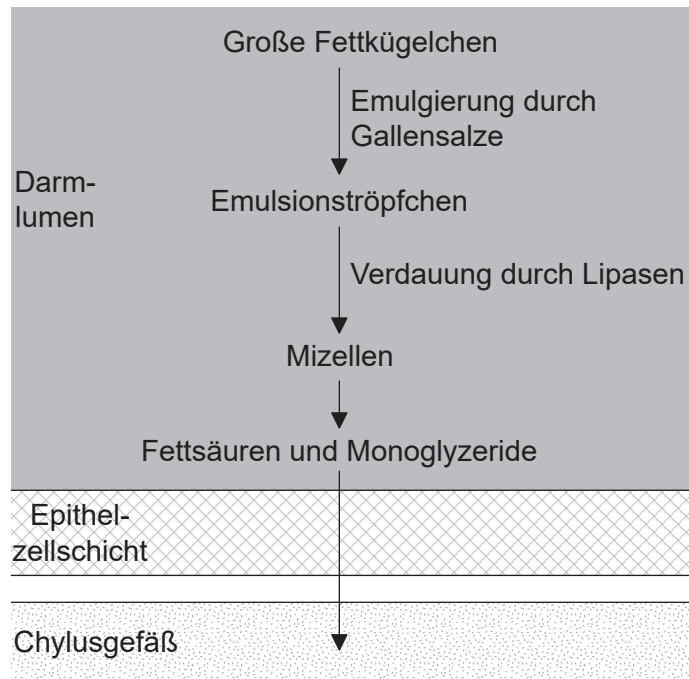 Große Fettkügelchen
Emulgierung durch
Gallensalze
Darm-
lumen
Emulsionströpfchen
Verdauung durch Lipasen
Mizellen
Fettsäuren und Monoglyzeride
Epithel-
zellschicht
Chylusgefäß